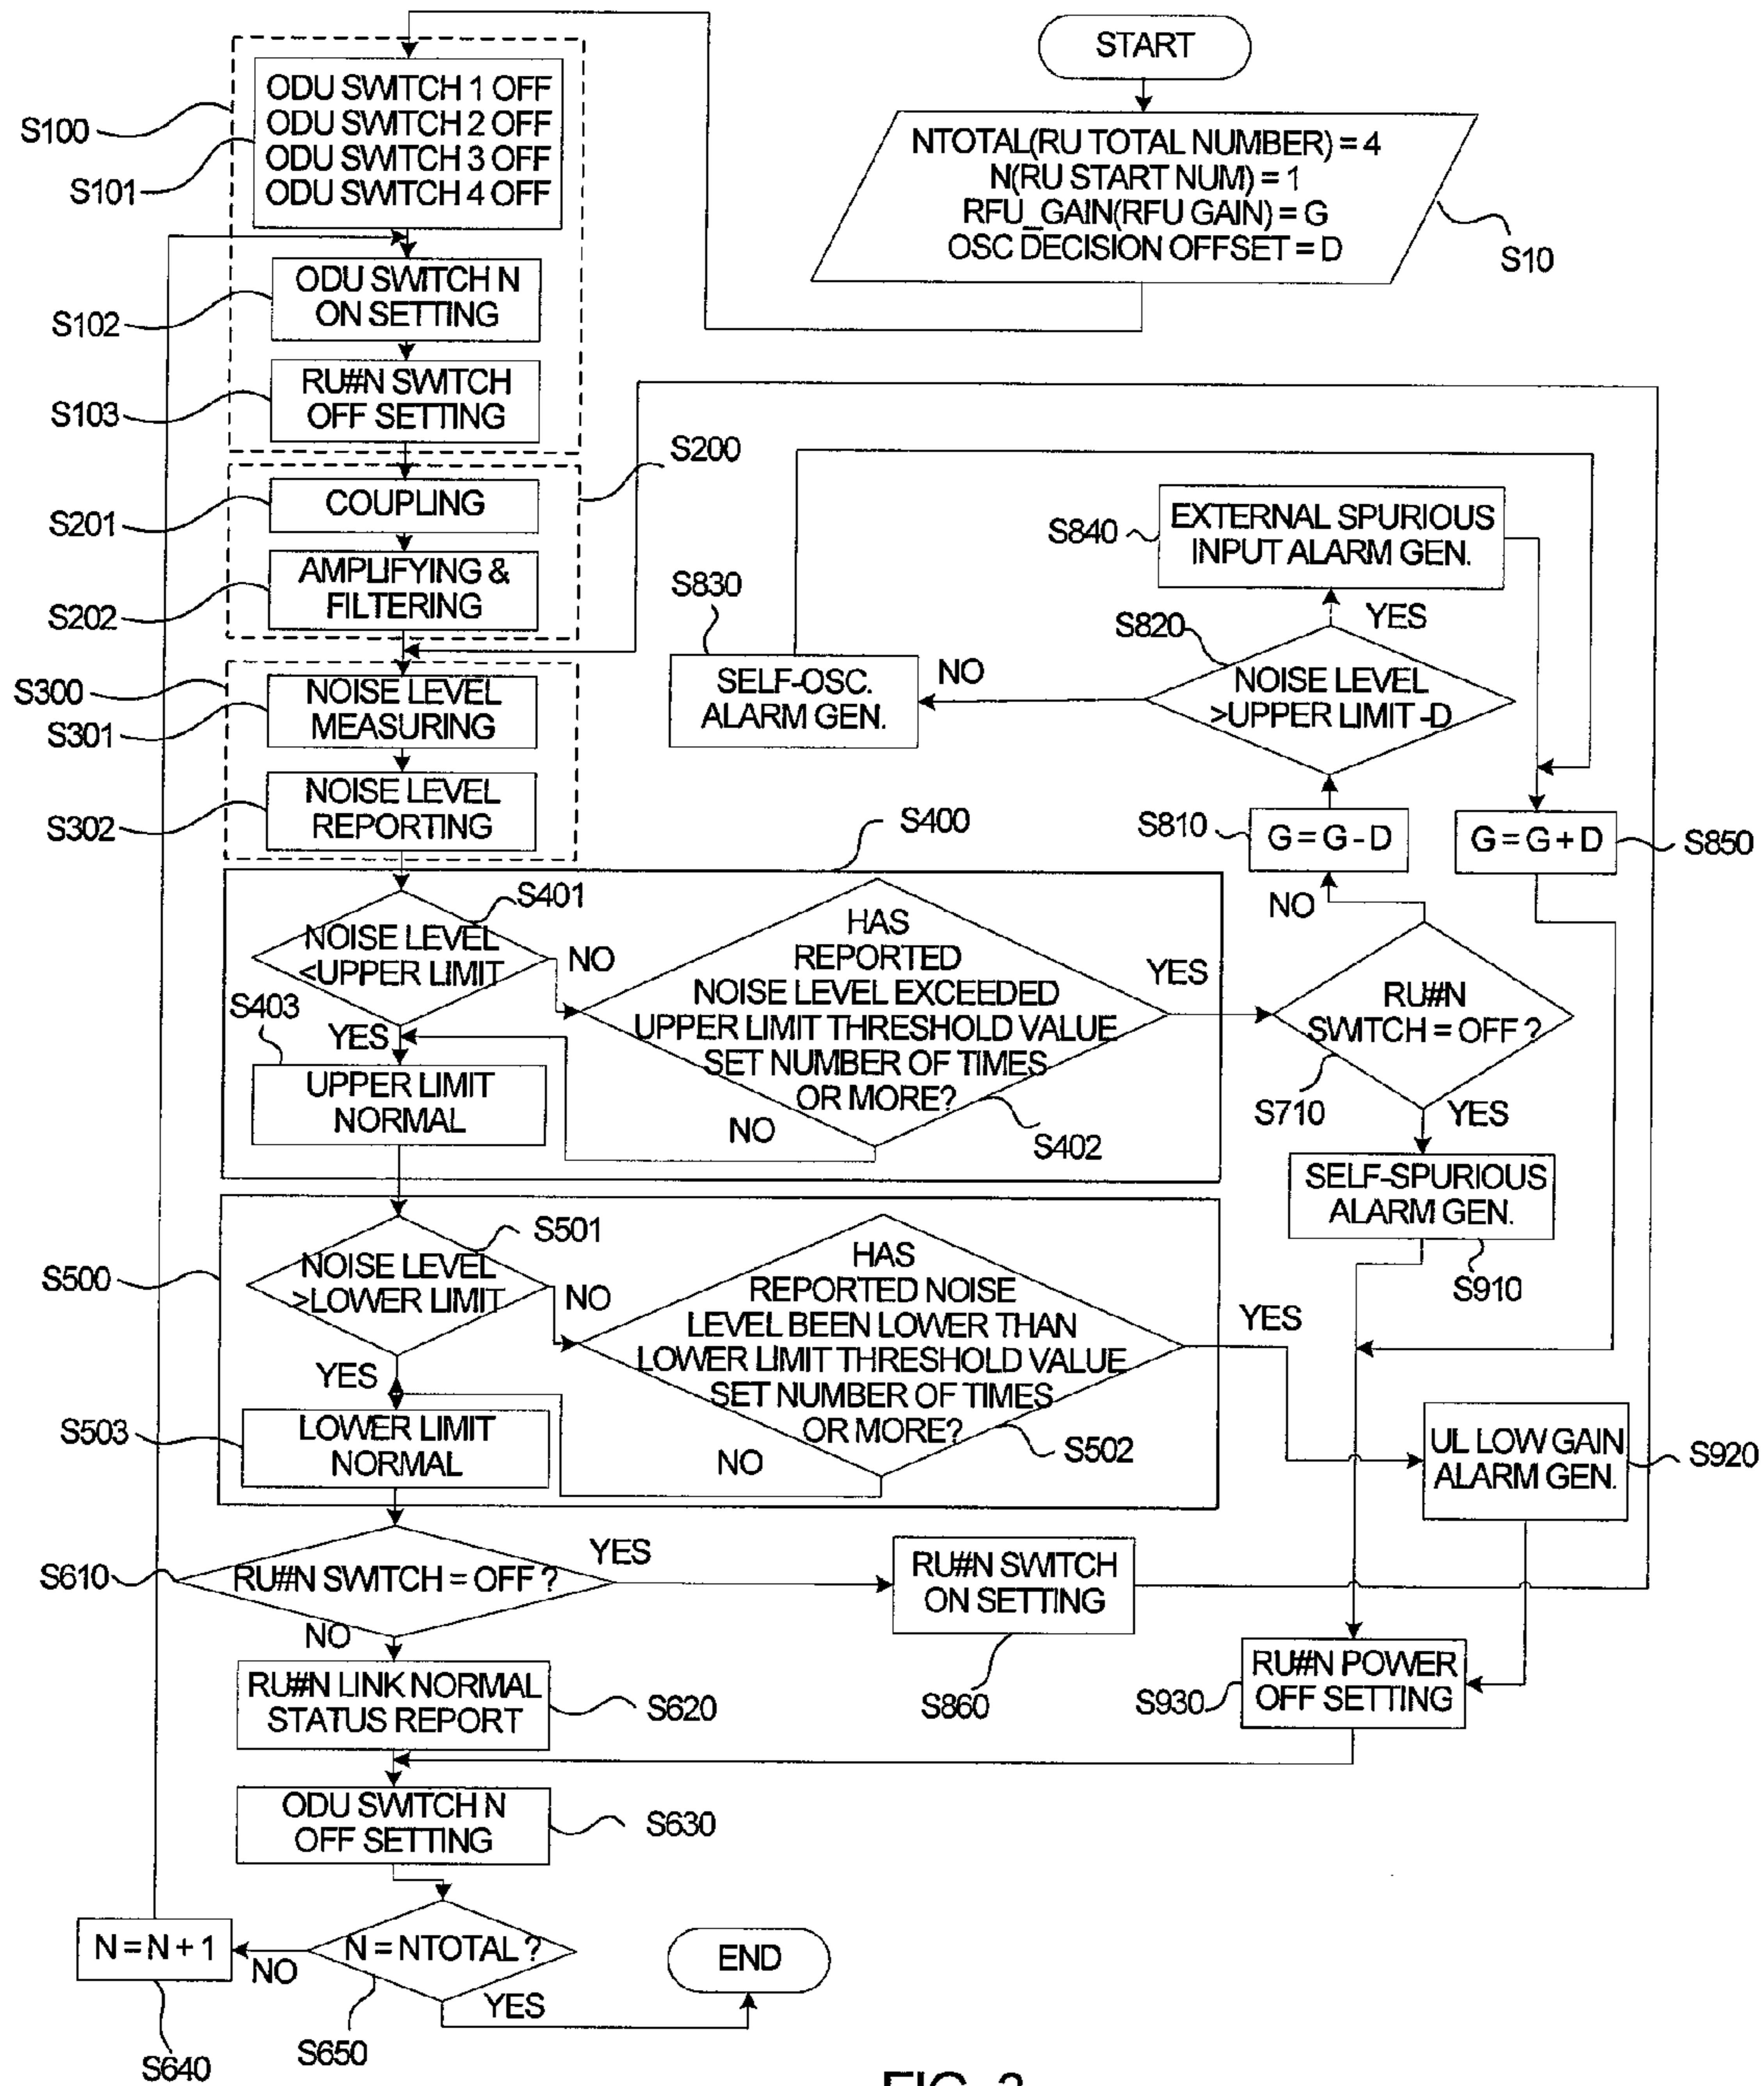 START
NTOTAL(RU TOTAL NUMBER) = 4
N(RU START NUM) = 1
RFU_GAIN(RFU GAIN) = G
OSC DECISION OFFSET = D
S10
ODU SWITCH 1 OFF
ODU SWITCH 2 OFF
ODU SWITCH 3 OFF
ODU SWITCH 4 OFF
S100
S101
ODU SWITCH N
ON SETTING
S102
RU#N SWITCH
OFF SETTING
S103
S200
COUPLING
S201
AMPLIFYING &
FILTERING
S202
S300
NOISE LEVEL
MEASURING
S301
NOISE LEVEL
REPORTING
S302
S400
S401
NOISE LEVEL
<UPPER LIMIT
NO
YES
S403
UPPER LIMIT
NORMAL
HAS
REPORTED
NOISE LEVEL EXCEEDED
UPPER LIMIT THRESHOLD VALUE
SET NUMBER OF TIMES
OR MORE?
NO
S402
YES
RU#N
SWITCH = OFF ?
S710
NO
YES
S810
G = G - D
S820
NOISE LEVEL
>UPPER LIMIT -D
NO
YES
S830
SELF-OSC.
ALARM GEN.
S840
EXTERNAL SPURIOUS
INPUT ALARM GEN.
G = G + D
S850
SELF-SPURIOUS
ALARM GEN.
S910
S500
S501
NOISE LEVEL
>LOWER LIMIT
NO
YES
S503
LOWER LIMIT
NORMAL
HAS
REPORTED NOISE
LEVEL BEEN LOWER THAN
LOWER LIMIT THRESHOLD VALUE
SET NUMBER OF TIMES
OR MORE?
NO
S502
YES
UL LOW GAIN
ALARM GEN.
S920
S610
RU#N SWITCH = OFF ?
YES
NO
RU#N SWITCH
ON SETTING
S860
RU#N POWER
OFF SETTING
S930
RU#N LINK NORMAL
STATUS REPORT
S620
ODU SWITCH N
OFF SETTING
S630
N = NTOTAL ?
S650
NO
YES
N = N + 1
S640
END
FIG. 3